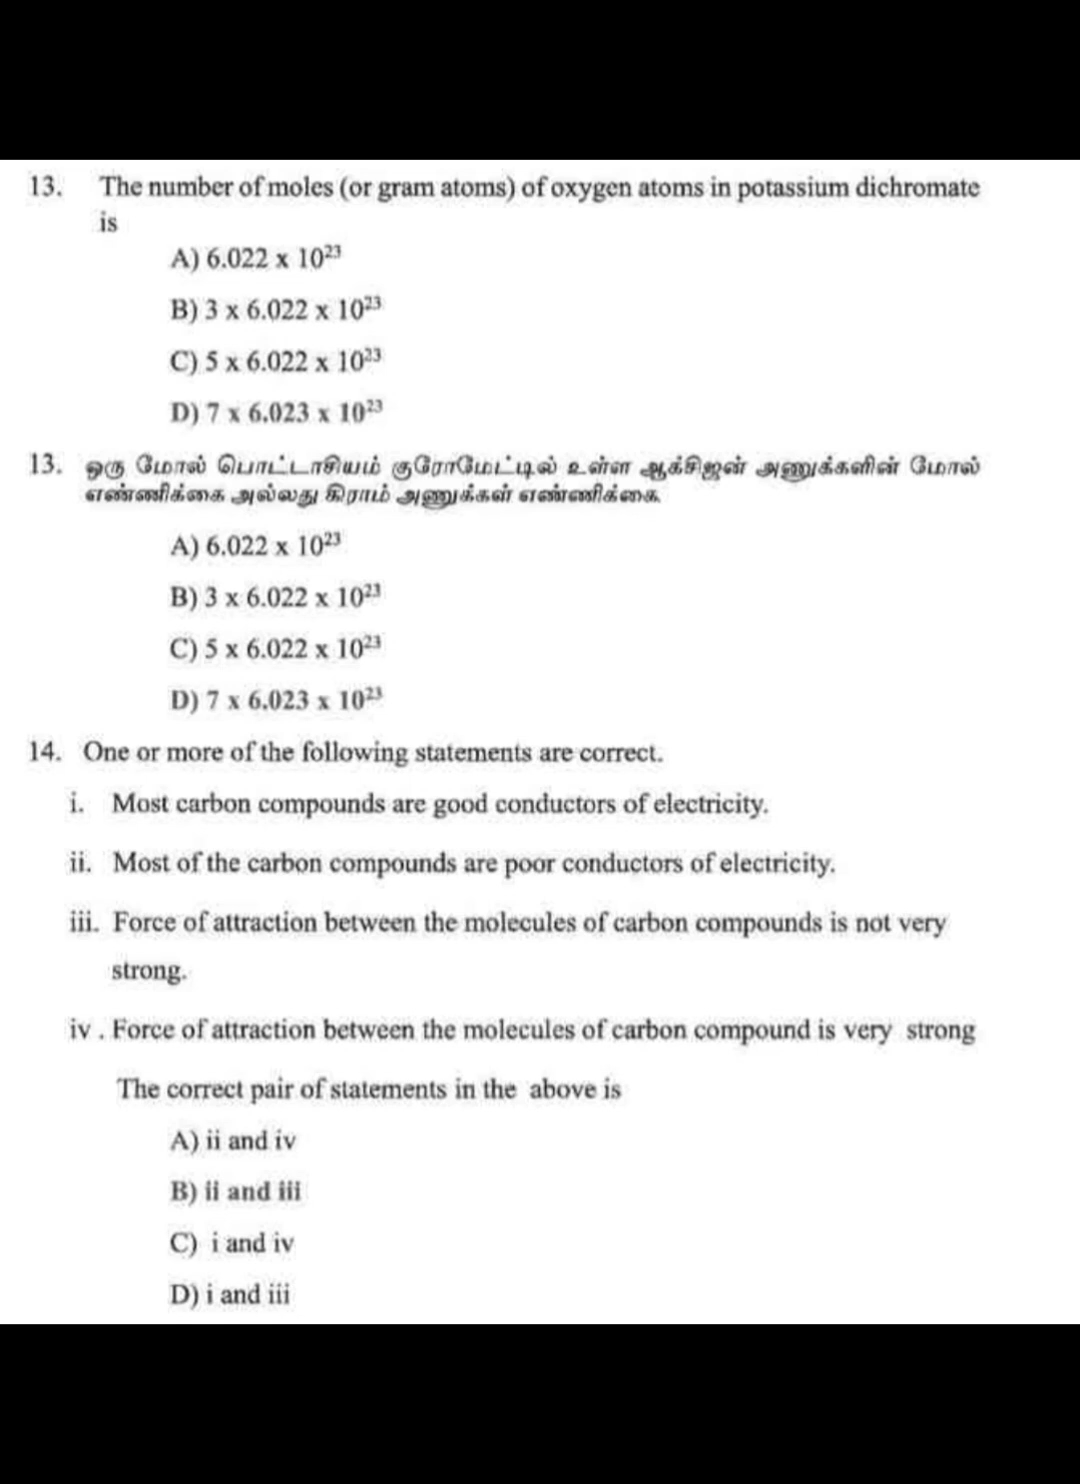 13. The number of moles (or gram atoms) of oxygen atoms in potassium dichromate
is
A) 6.022 x 10²³
B) 3 x 6.022 x 10²³
C) 5 x 6.022 x 10²³
D) 7 x 6.023 x 10²³
13. ஒரு மோல் பொட்டாசியம் குரோமேட்டில் உள்ள ஆக்சிஜன் அணுக்களின் மோல்
எண்ணிக்கை அல்லது கிராம் அணுக்கள் எண்ணிக்கை
A) 6.022 x 10²³
B) 3 x 6.022 x 10²³
C) 5 x 6.022 x 10²³
D) 7 x 6.023 x 10²³
14. One or more of the following statements are correct.
i. Most carbon compounds are good conductors of electricity.
ii. Most of the carbon compounds are poor conductors of electricity.
iii. Force of attraction between the molecules of carbon compounds is not very
strong.
iv . Force of attraction between the molecules of carbon compound is very strong
The correct pair of statements in the above is
A) ii and iv
B) ii and iii
C) i and iv
D) i and iii